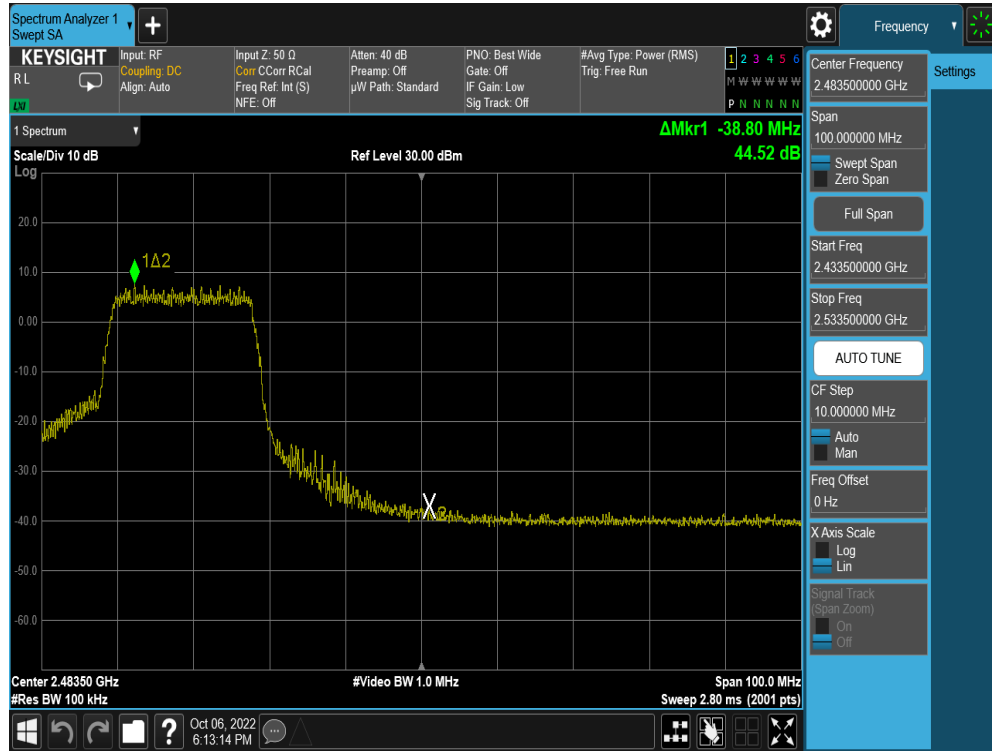 Spectrum Analyzer 1
Swept SA
KEYSIGHT
R L
LXI
Input: RF
Coupling: DC
Align: Auto
Input Z: 50 Ω
Corr CCorr RCal
Freq Ref: Int (S)
NFE: Off
Atten: 40 dB
Preamp: Off
µW Path: Standard
PNO: Best Wide
Gate: Off
IF Gain: Low
Sig Track: Off
#Avg Type: Power (RMS)
Trig: Free Run
1 2 3 4 5 6
M W W W W W
P N N N N N
1 Spectrum
ΔMkr1 -38.80 MHz
44.52 dB
Scale/Div 10 dB
Ref Level 30.00 dBm
Log
20.0
10.0
0.00
-10.0
-20.0
-30.0
-40.0
-50.0
-60.0
1Δ2
X2
Center 2.48350 GHz
#Video BW 1.0 MHz
Span 100.0 MHz
#Res BW 100 kHz
Sweep 2.80 ms (2001 pts)
?
Oct 06, 2022
6:13:14 PM
Frequency
Settings
Center Frequency
2.483500000 GHz
Span
100.000000 MHz
Swept Span
Zero Span
Full Span
Start Freq
2.433500000 GHz
Stop Freq
2.533500000 GHz
AUTO TUNE
CF Step
10.000000 MHz
Auto
Man
Freq Offset
0 Hz
X Axis Scale
Log
Lin
Signal Track
(Span Zoom)
On
Off